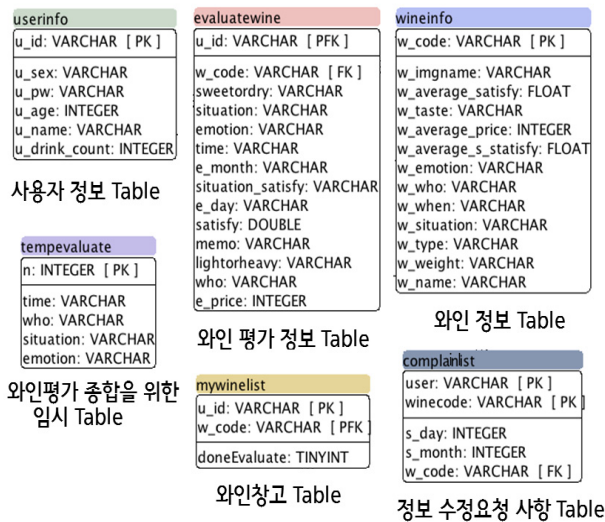 userinfo
u_id: VARCHAR [ PK ]
u_sex: VARCHAR
u_pw: VARCHAR
u_age: INTEGER
u_name: VARCHAR
u_drink_count: INTEGER
사용자 정보 Table
evaluatewine
u_id: VARCHAR [ PFK ]
w_code: VARCHAR [ FK ]
sweetordry: VARCHAR
situation: VARCHAR
emotion: VARCHAR
time: VARCHAR
e_month: VARCHAR
situation_satisfy: VARCHAR
e_day: VARCHAR
satisfy: DOUBLE
memo: VARCHAR
lightorheavy: VARCHAR
who: VARCHAR
e_price: INTEGER
와인 평가 정보 Table
wineinfo
w_code: VARCHAR [ PK ]
w_imgname: VARCHAR
w_average_satisfy: FLOAT
w_taste: VARCHAR
w_average_price: INTEGER
w_average_s_statisfy: FLOAT
w_emotion: VARCHAR
w_who: VARCHAR
w_when: VARCHAR
w_situation: VARCHAR
w_type: VARCHAR
w_weight: VARCHAR
w_name: VARCHAR
와인 정보 Table
tempevaluate
n: INTEGER [ PK ]
time: VARCHAR
who: VARCHAR
situation: VARCHAR
emotion: VARCHAR
와인평가 종합을 위한
임시 Table
mywinelist
u_id: VARCHAR [ PK ]
w_code: VARCHAR [ PFK ]
doneEvaluate: TINYINT
와인창고 Table
complainlist
user: VARCHAR [ PK ]
winecode: VARCHAR [ PK ]
s_day: INTEGER
s_month: INTEGER
w_code: VARCHAR [ FK ]
정보 수정요청 사항 Table